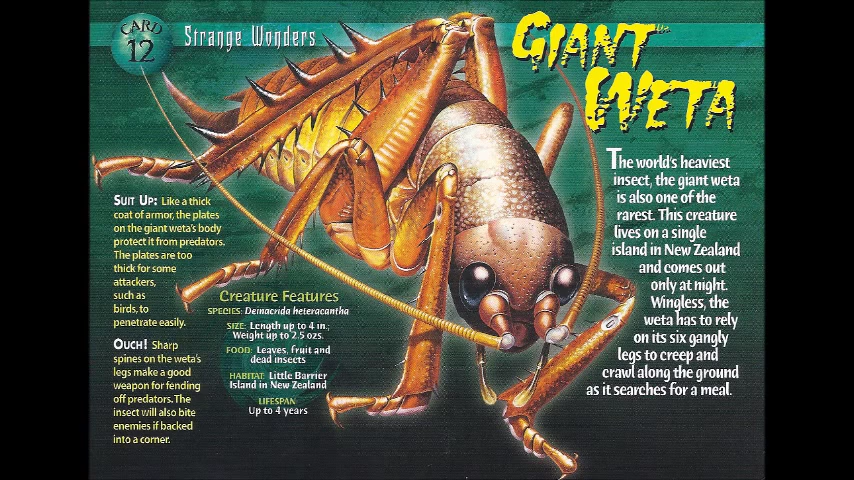 CARD
12
Strange Wonders
GIANT
WETA
The world's heaviest
insect, the giant weta
is also one of the
rarest. This creature
lives on a single
island in New Zealand
and comes out
only at night.
Wingless, the
weta has to rely
on its six gangly
legs to creep and
crawl along the ground
as it searches for a meal.
SUIT UP: Like a thick
coat of armor, the plates
on the giant weta's body
protect it from predators.
The plates are too
thick for some
attackers,
such as
birds, to
penetrate easily.
OUCH! Sharp
spines on the weta's
legs make a good
weapon for fending
off predators. The
insect will also bite
enemies if backed
into a corner.
Creature Features
SPECIES: Demacrida heteracantha
SIZE: Length up to 4 in.;
Weight up to 2.5 ozs.
FOOD: Leaves, fruit and
dead insects
HABITAT: Little Barrier
Island in New Zealand
LIFESPAN:
Up to 4 years